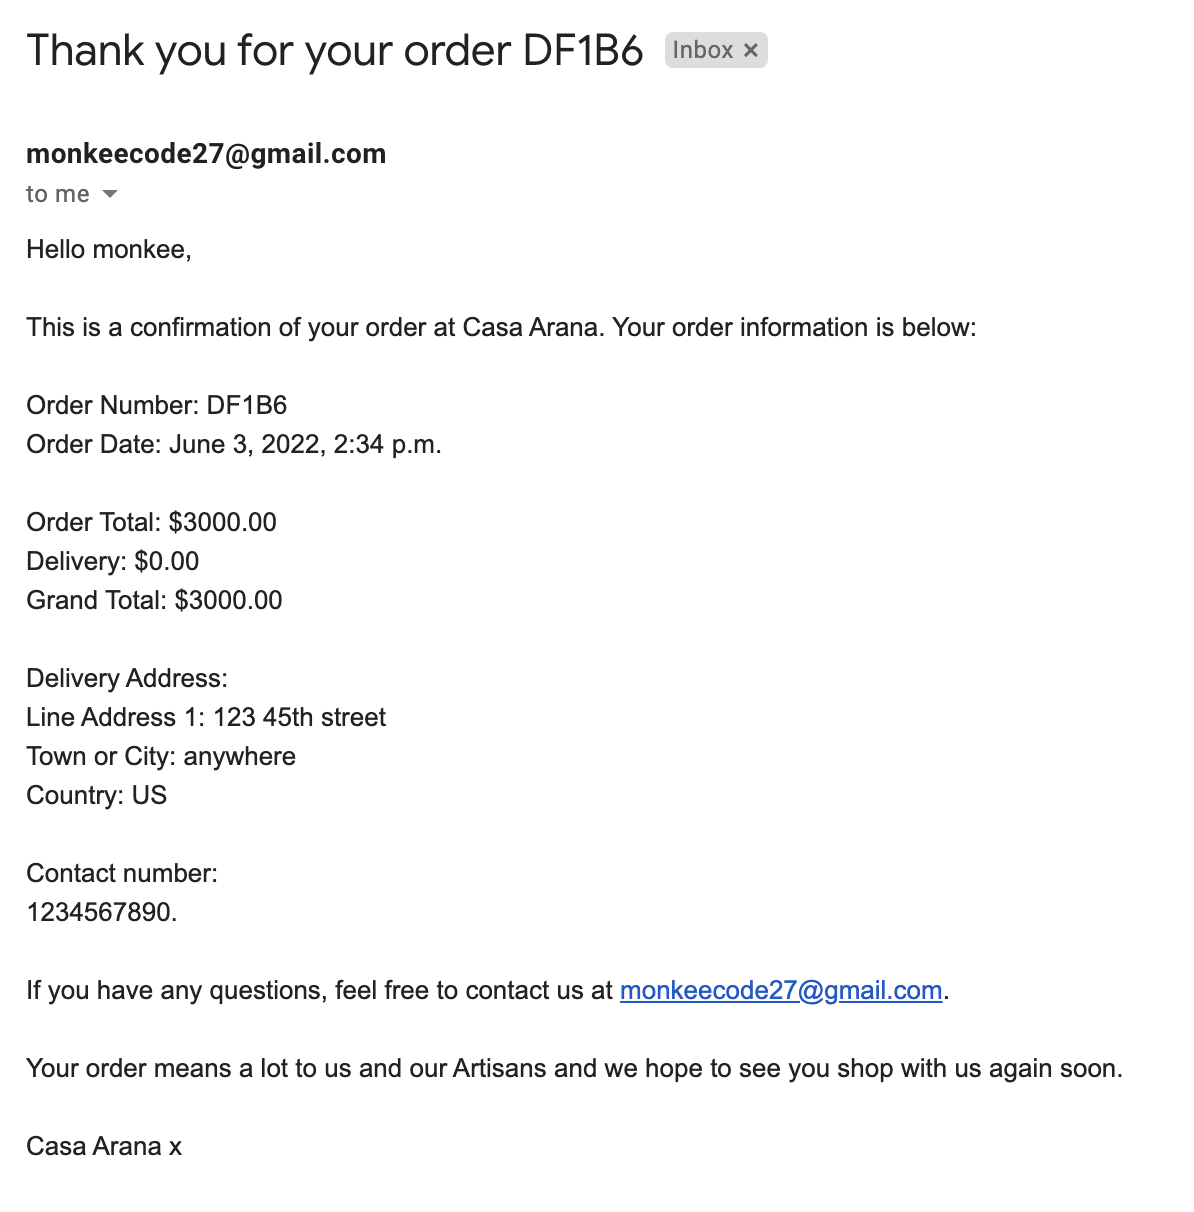 Thank you for your order DF1B6 Inbox ×
monkeecode27@gmail.com
to me
Hello monkee,
This is a confirmation of your order at Casa Arana. Your order information is below:
Order Number: DF1B6
Order Date: June 3, 2022, 2:34 p.m.
Order Total: $3000.00
Delivery: $0.00
Grand Total: $3000.00
Delivery Address:
Line Address 1: 123 45th street
Town or City: anywhere
Country: US
Contact number:
1234567890.
If you have any questions, feel free to contact us at monkeecode27@gmail.com.
Your order means a lot to us and our Artisans and we hope to see you shop with us again soon.
Casa Arana x